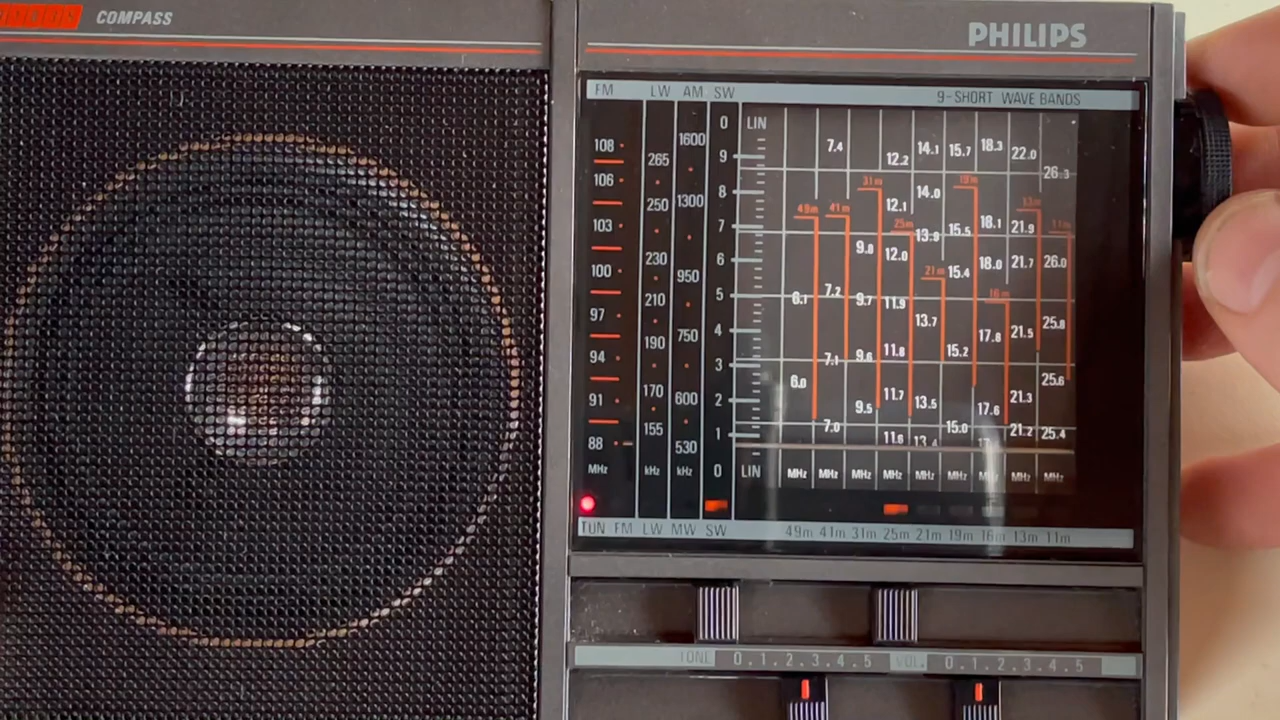 COMPASS
PHILIPS
FM LW AM SW
9-SHORT WAVE BANDS
0 LIN
1600
108 265 9 7.4 12.2 14.1 15.7 18.3 22.0
106 26.3
250 1300 8 49m 41m 31m 12.1 14.0 19m 18.1 13m
103 7 25m 13.9 15.5 21.9 11m
230 6 9.8 12.0 21m 15.4 18.0 21.7 26.0
100 950
210 5 6.1 7.2 9.7 11.9 16m
97 750 4 13.7 17.8 21.5 25.8
190
94 3 7.1 9.6 11.8 15.2
170 6.0 25.6
91 600 2 9.5 11.7 13.5 17.6 21.3
155 1 7.0 11.6 13.4 15.0 21.2 25.4
88 530
MHz kHz kHz 0 LIN MHz MHz MHz MHz MHz MHz MHz MHz MHz
TUN FM LW MW SW 49m 41m 31m 25m 21m 19m 16m 13m 11m
TONE 0.1.2.3.4.5 VOL. 0.1.2.3.4.5